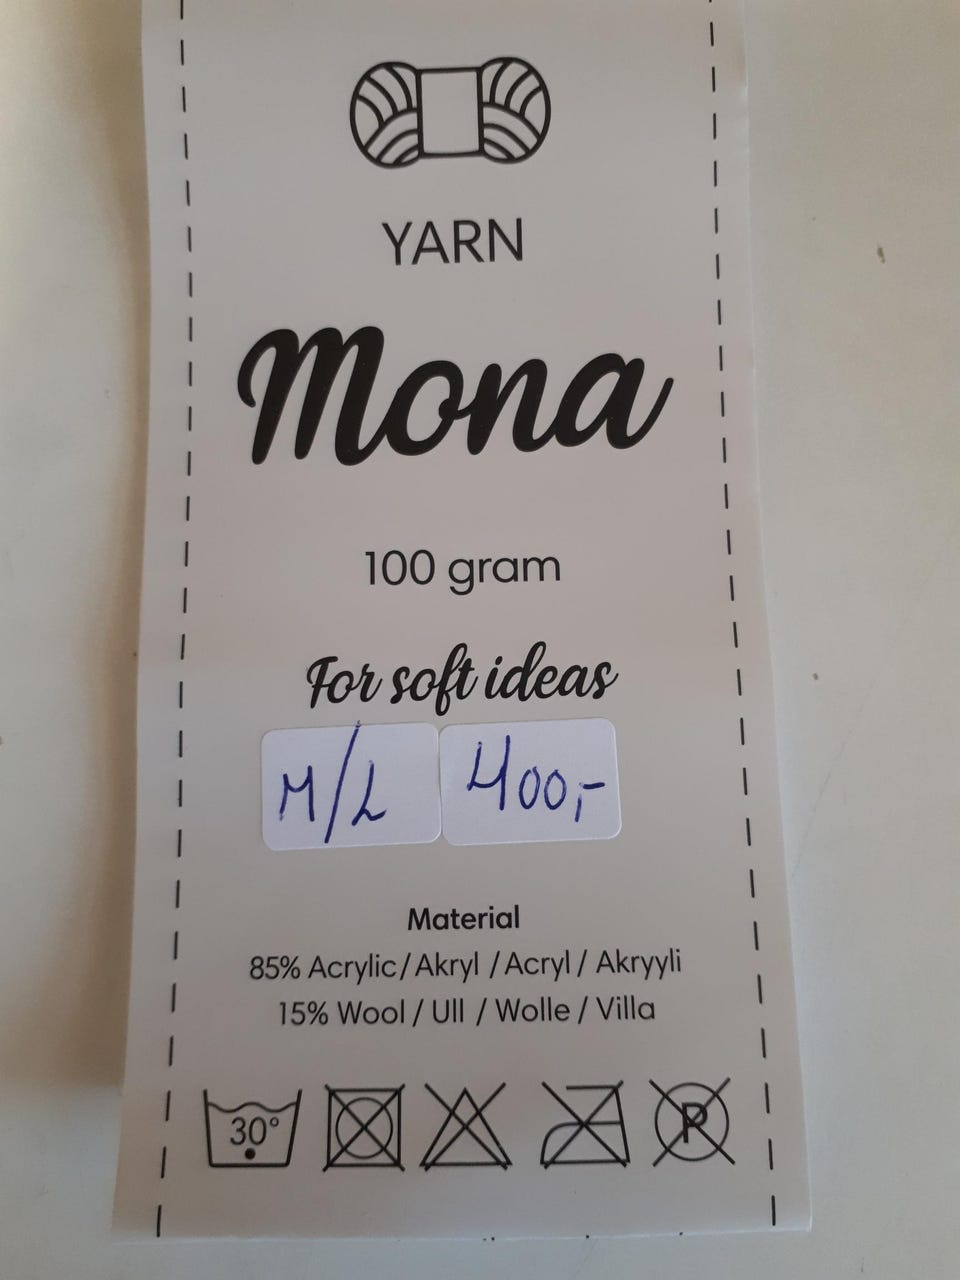 YARN
Mona
100 gram
For soft ideas
M/L 400,-
Material
85% Acrylic/Akryl /Acryl / Akryyli
15% Wool / Ull / Wolle / Villa
30° P